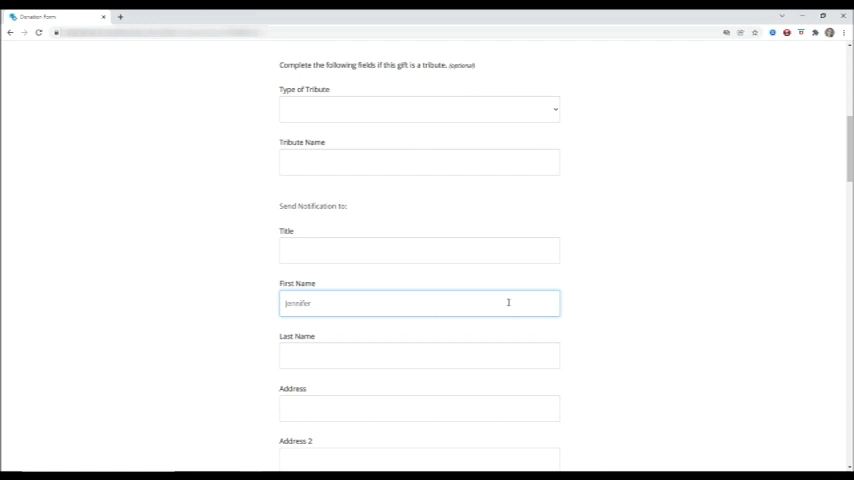 Donation Form
Complete the following fields if this gift is a tribute. (optional)
Type of Tribute
Tribute Name
Send Notification to:
Title
First Name
Jennifer
Last Name
Address
Address 2